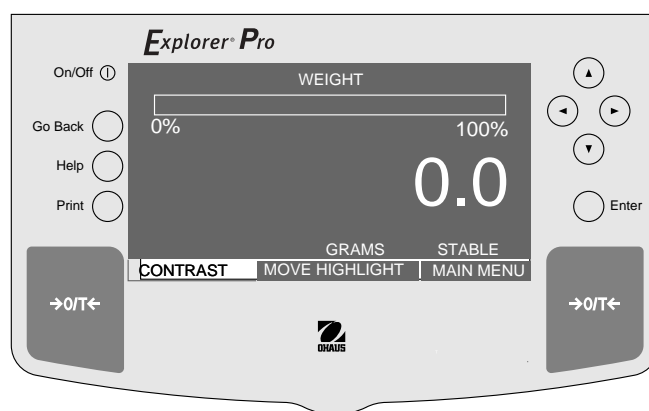 Explorer® Pro
On/Off
WEIGHT
0% 100%
Go Back
Help
Print
0.0
Enter
GRAMS STABLE
CONTRAST MOVE HIGHLIGHT MAIN MENU
→0/T← →0/T←
OHAUS